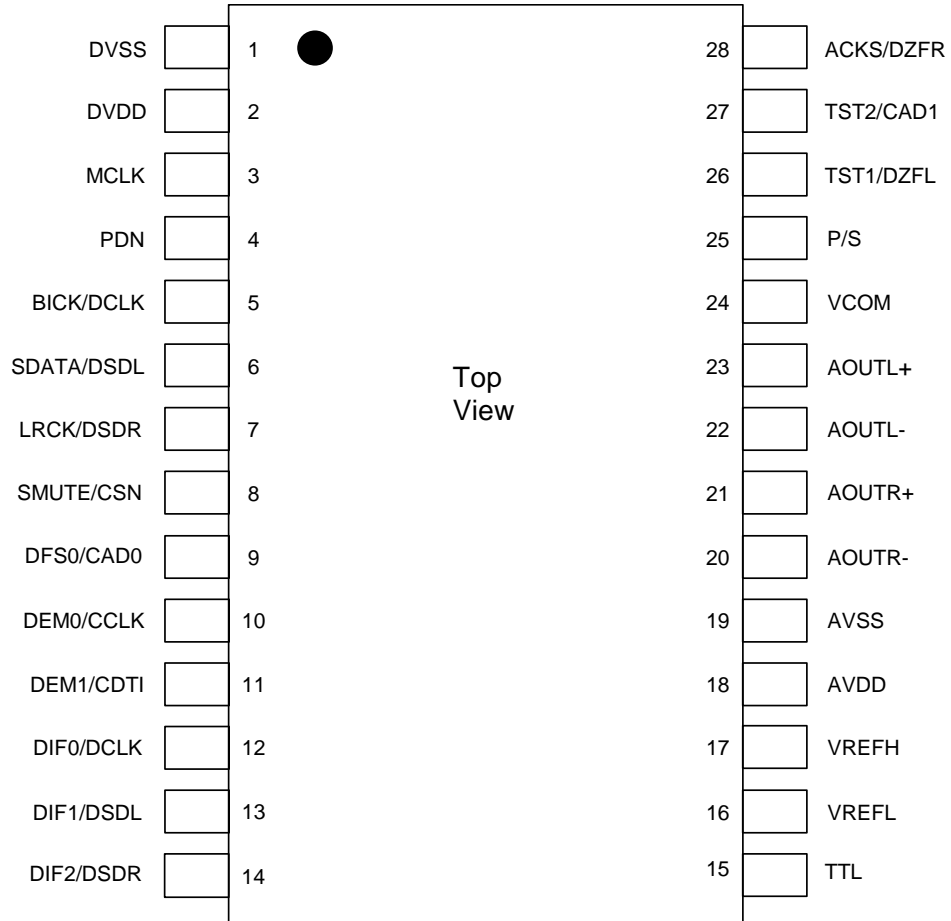 DVSS 1 28 ACKS/DZFR
DVDD 2 27 TST2/CAD1
MCLK 3 26 TST1/DZFL
PDN 4 25 P/S
BICK/DCLK 5 24 VCOM
SDATA/DSDL 6 23 AOUTL+
Top
View
LRCK/DSDR 7 22 AOUTL-
SMUTE/CSN 8 21 AOUTR+
DFS0/CAD0 9 20 AOUTR-
DEM0/CCLK 10 19 AVSS
DEM1/CDTI 11 18 AVDD
DIF0/DCLK 12 17 VREFH
DIF1/DSDL 13 16 VREFL
DIF2/DSDR 14 15 TTL